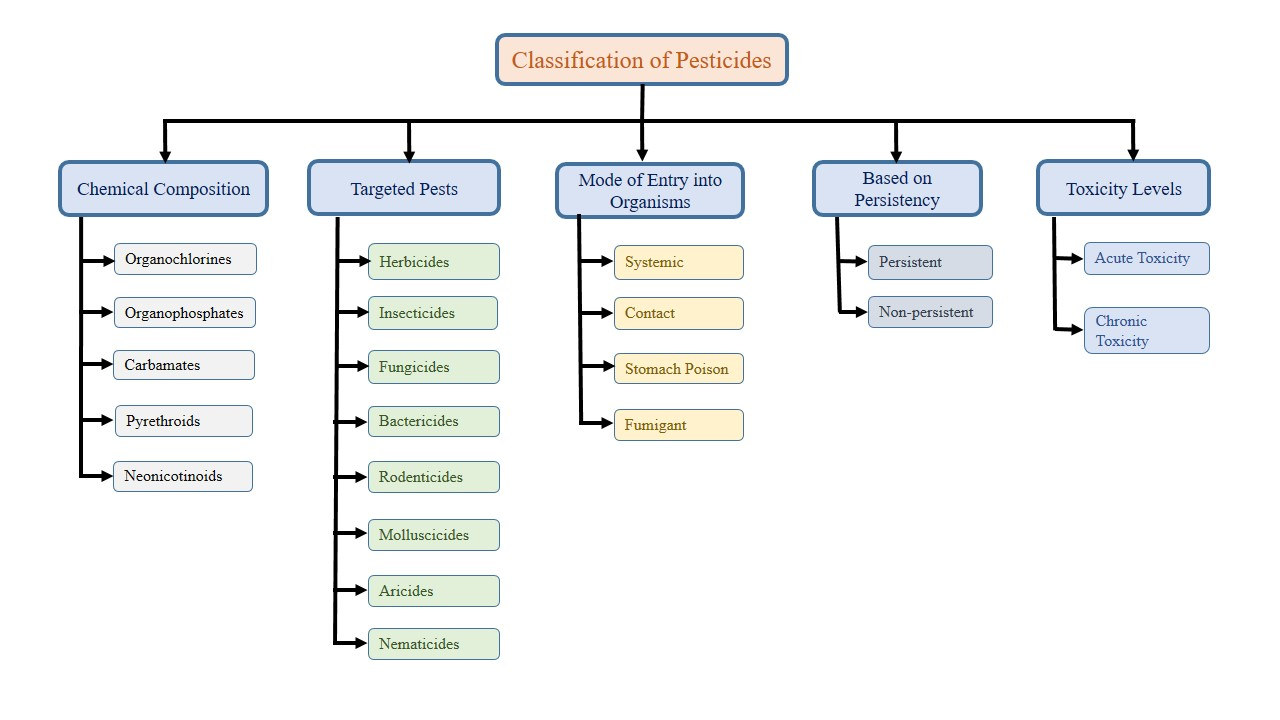 Classification of Pesticides
Chemical Composition
Organochlorines
Organophosphates
Carbamates
Pyrethroids
Neonicotinoids
Targeted Pests
Herbicides
Insecticides
Fungicides
Bactericides
Rodenticides
Molluscicides
Aricides
Nematicides
Mode of Entry into
Organisms
Systemic
Contact
Stomach Poison
Fumigant
Based on
Persistency
Persistent
Non-persistent
Toxicity Levels
Acute Toxicity
Chronic
Toxicity